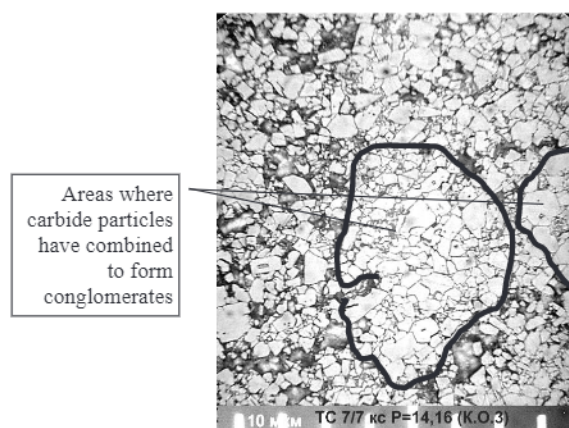 Areas where
carbide particles
have combined
to form
conglomerates
10 мкм TC 7/7 кс P=14,16 (К.О.3)